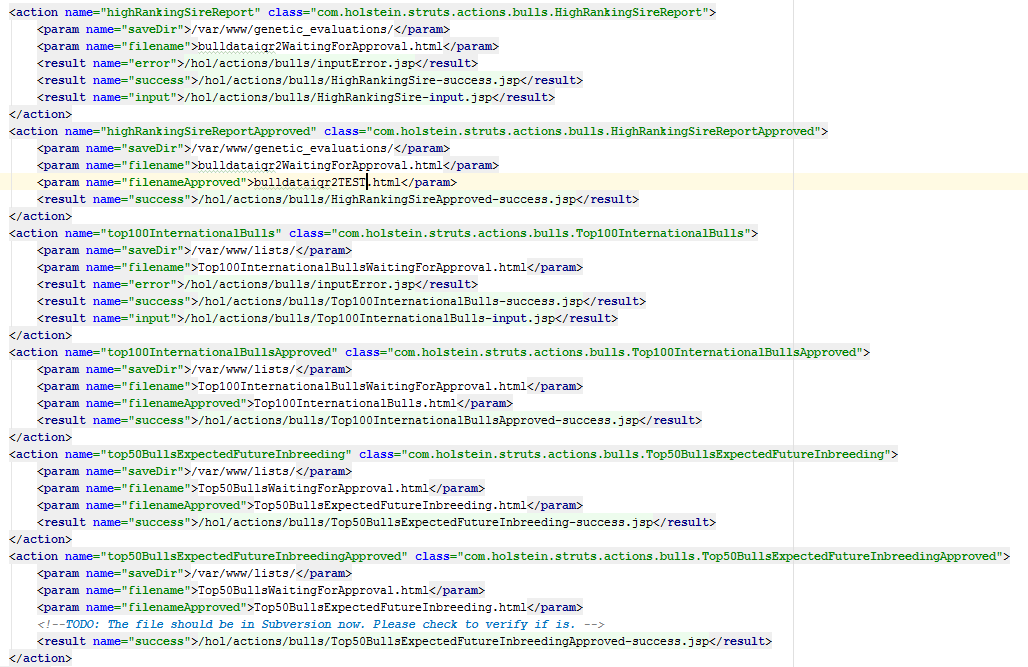 <action name="highRankingSireReport" class="com.holstein.struts.actions.bulls.HighRankingSireReport">
    <param name="saveDir">/var/www/genetic_evaluations/</param>
    <param name="filename">bulldataiqr2WaitingForApproval.html</param>
    <result name="error">/hol/actions/bulls/inputError.jsp</result>
    <result name="success">/hol/actions/bulls/HighRankingSire-success.jsp</result>
    <result name="input">/hol/actions/bulls/HighRankingSire-input.jsp</result>
</action>
<action name="highRankingSireReportApproved" class="com.holstein.struts.actions.bulls.HighRankingSireReportApproved">
    <param name="saveDir">/var/www/genetic_evaluations/</param>
    <param name="filename">bulldataiqr2WaitingForApproval.html</param>
    <param name="filenameApproved">bulldataiqr2TEST.html</param>
    <result name="success">/hol/actions/bulls/HighRankingSireApproved-success.jsp</result>
</action>
<action name="top100InternationalBulls" class="com.holstein.struts.actions.bulls.Top100InternationalBulls">
    <param name="saveDir">/var/www/lists/</param>
    <param name="filename">Top100InternationalBullsWaitingForApproval.html</param>
    <result name="error">/hol/actions/bulls/inputError.jsp</result>
    <result name="success">/hol/actions/bulls/Top100InternationalBulls-success.jsp</result>
    <result name="input">/hol/actions/bulls/Top100InternationalBulls-input.jsp</result>
</action>
<action name="top100InternationalBullsApproved" class="com.holstein.struts.actions.bulls.Top100InternationalBullsApproved">
    <param name="saveDir">/var/www/lists/</param>
    <param name="filename">Top100InternationalBullsWaitingForApproval.html</param>
    <param name="filenameApproved">Top100InternationalBulls.html</param>
    <result name="success">/hol/actions/bulls/Top100InternationalBullsApproved-success.jsp</result>
</action>
<action name="top50BullsExpectedFutureInbreeding" class="com.holstein.struts.actions.bulls.Top50BullsExpectedFutureInbreeding">
    <param name="saveDir">/var/www/lists/</param>
    <param name="filename">Top50BullsWaitingForApproval.html</param>
    <param name="filenameApproved">Top50BullsExpectedFutureInbreeding.html</param>
    <result name="success">/hol/actions/bulls/Top50BullsExpectedFutureInbreeding-success.jsp</result>
</action>
<action name="top50BullsExpectedFutureInbreedingApproved" class="com.holstein.struts.actions.bulls.Top50BullsExpectedFutureInbreedingApproved">
    <param name="saveDir">/var/www/lists/</param>
    <param name="filename">Top50BullsWaitingForApproval.html</param>
    <param name="filenameApproved">Top50BullsExpectedFutureInbreeding.html</param>
    <!--TODO: The file should be in Subversion now. Please check to verify if is. -->
    <result name="success">/hol/actions/bulls/Top50BullsExpectedFutureInbreedingApproved-success.jsp</result>
</action>